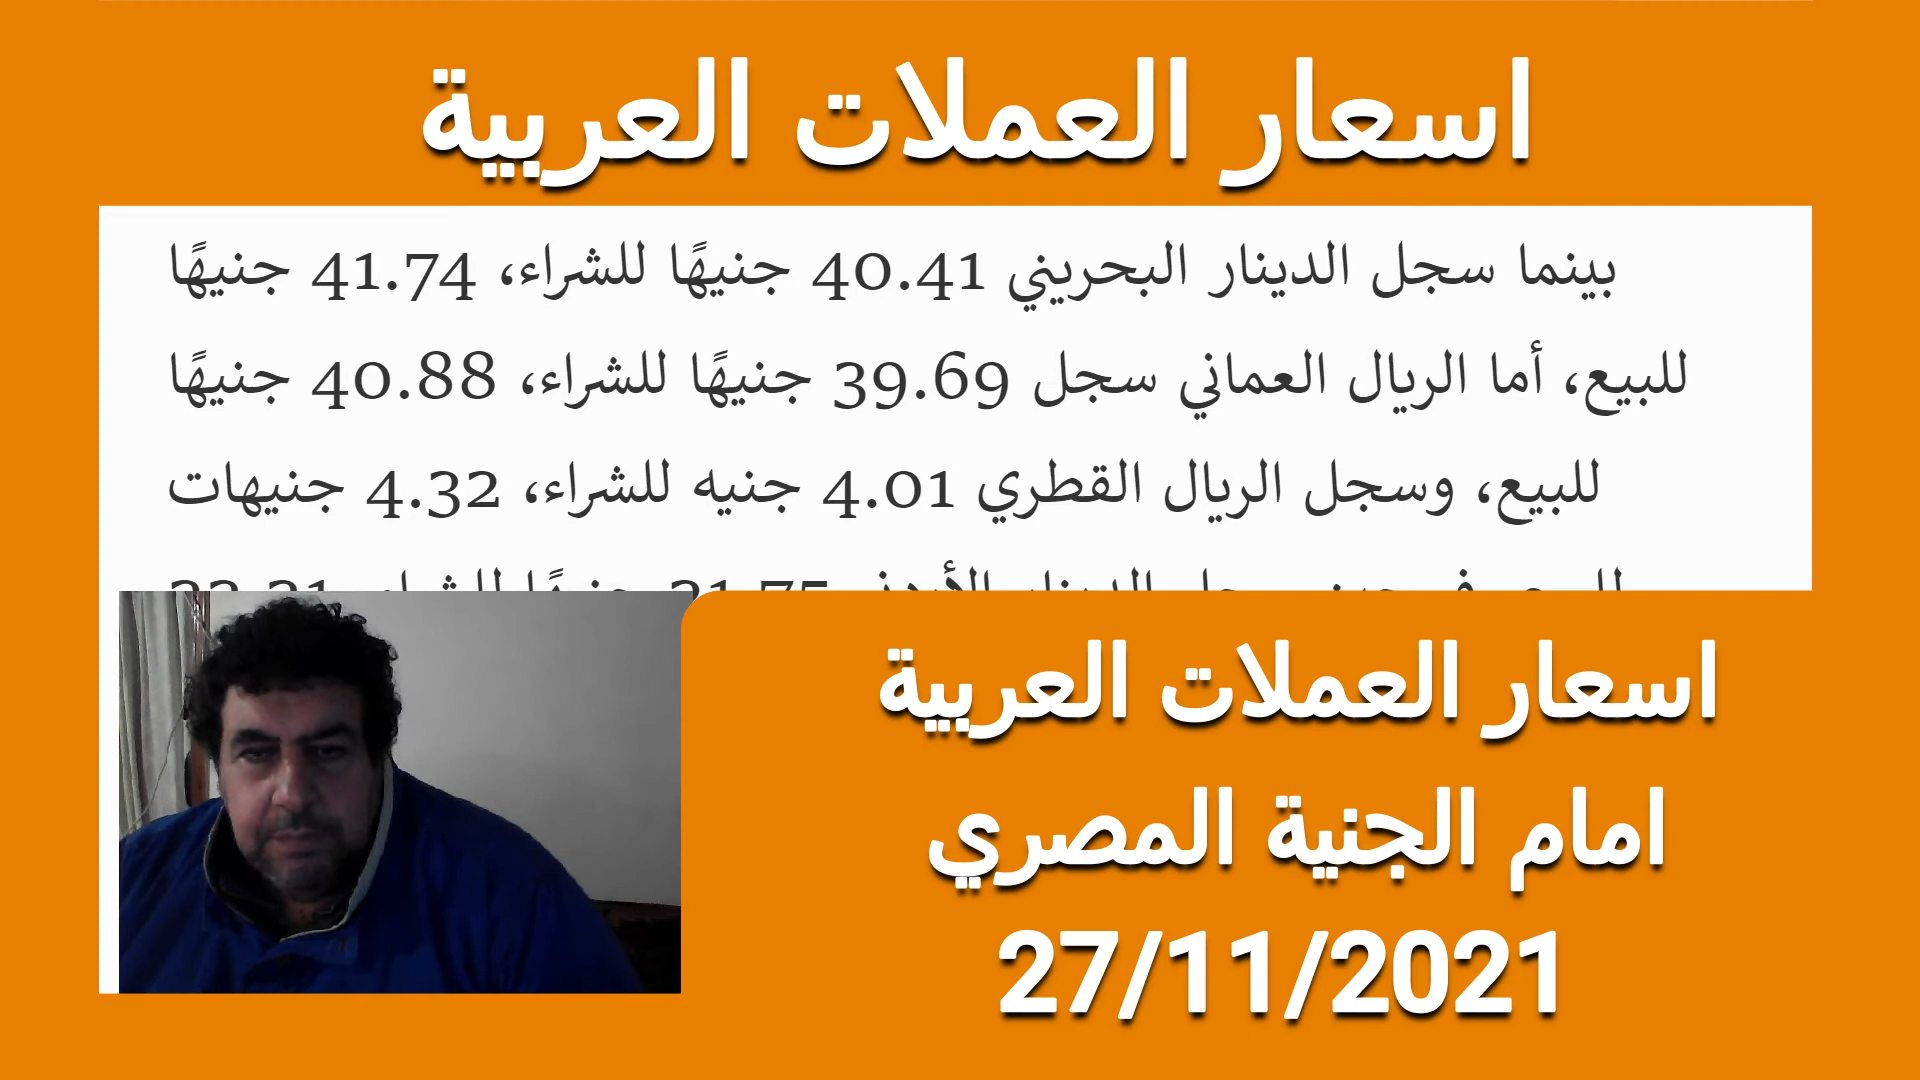 اسعار العملات العربية
بينما سجل الدينار البحريني 40.41 جنيهًا للشراء، 41.74 جنيهًا
للبيع، أما الريال العماني سجل 39.69 جنيهًا للشراء، 40.88 جنيهًا
للبيع، وسجل الريال القطري 4.01 جنيه للشراء، 4.32 جنيهات
اسعار العملات العربية
امام الجنية المصري
27/11/2021